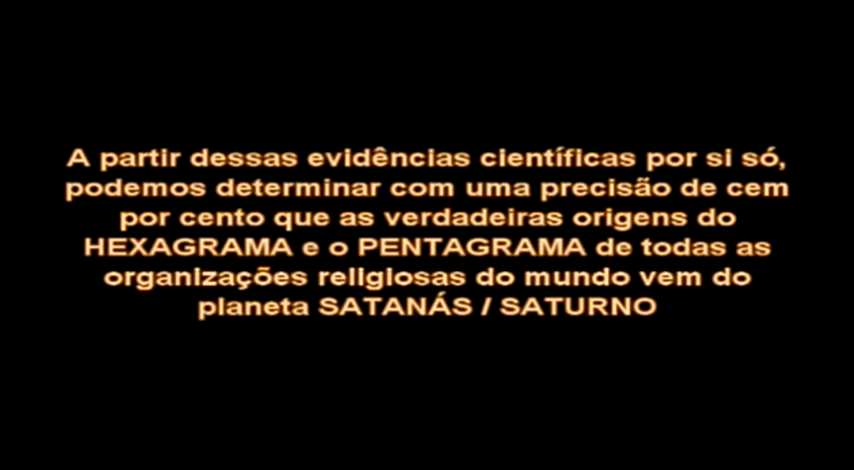 A partir dessas evidências científicas por si só,
podemos determinar com uma precisão de cem
por cento que as verdadeiras origens do
HEXAGRAMA e o PENTAGRAMA de todas as
organizações religiosas do mundo vem do
planeta SATANÁS / SATURNO